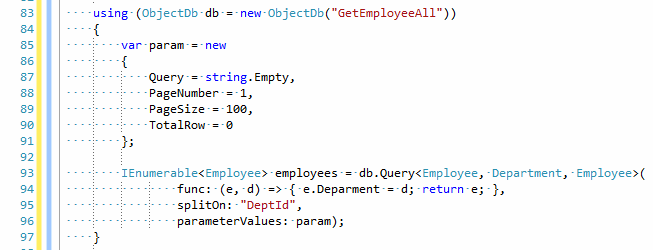 83 using (ObjectDb db = new ObjectDb("GetEmployeeAll"))
84 {
85 var param = new
86 {
87 Query = string.Empty,
88 PageNumber = 1,
89 PageSize = 100,
90 TotalRow = 0
91 };
92
93 IEnumerable<Employee> employees = db.Query<Employee, Department, Employee>(
94 func: (e, d) => { e.Deparment = d; return e; },
95 splitOn: "DeptId",
96 parameterValues: param);
97 }